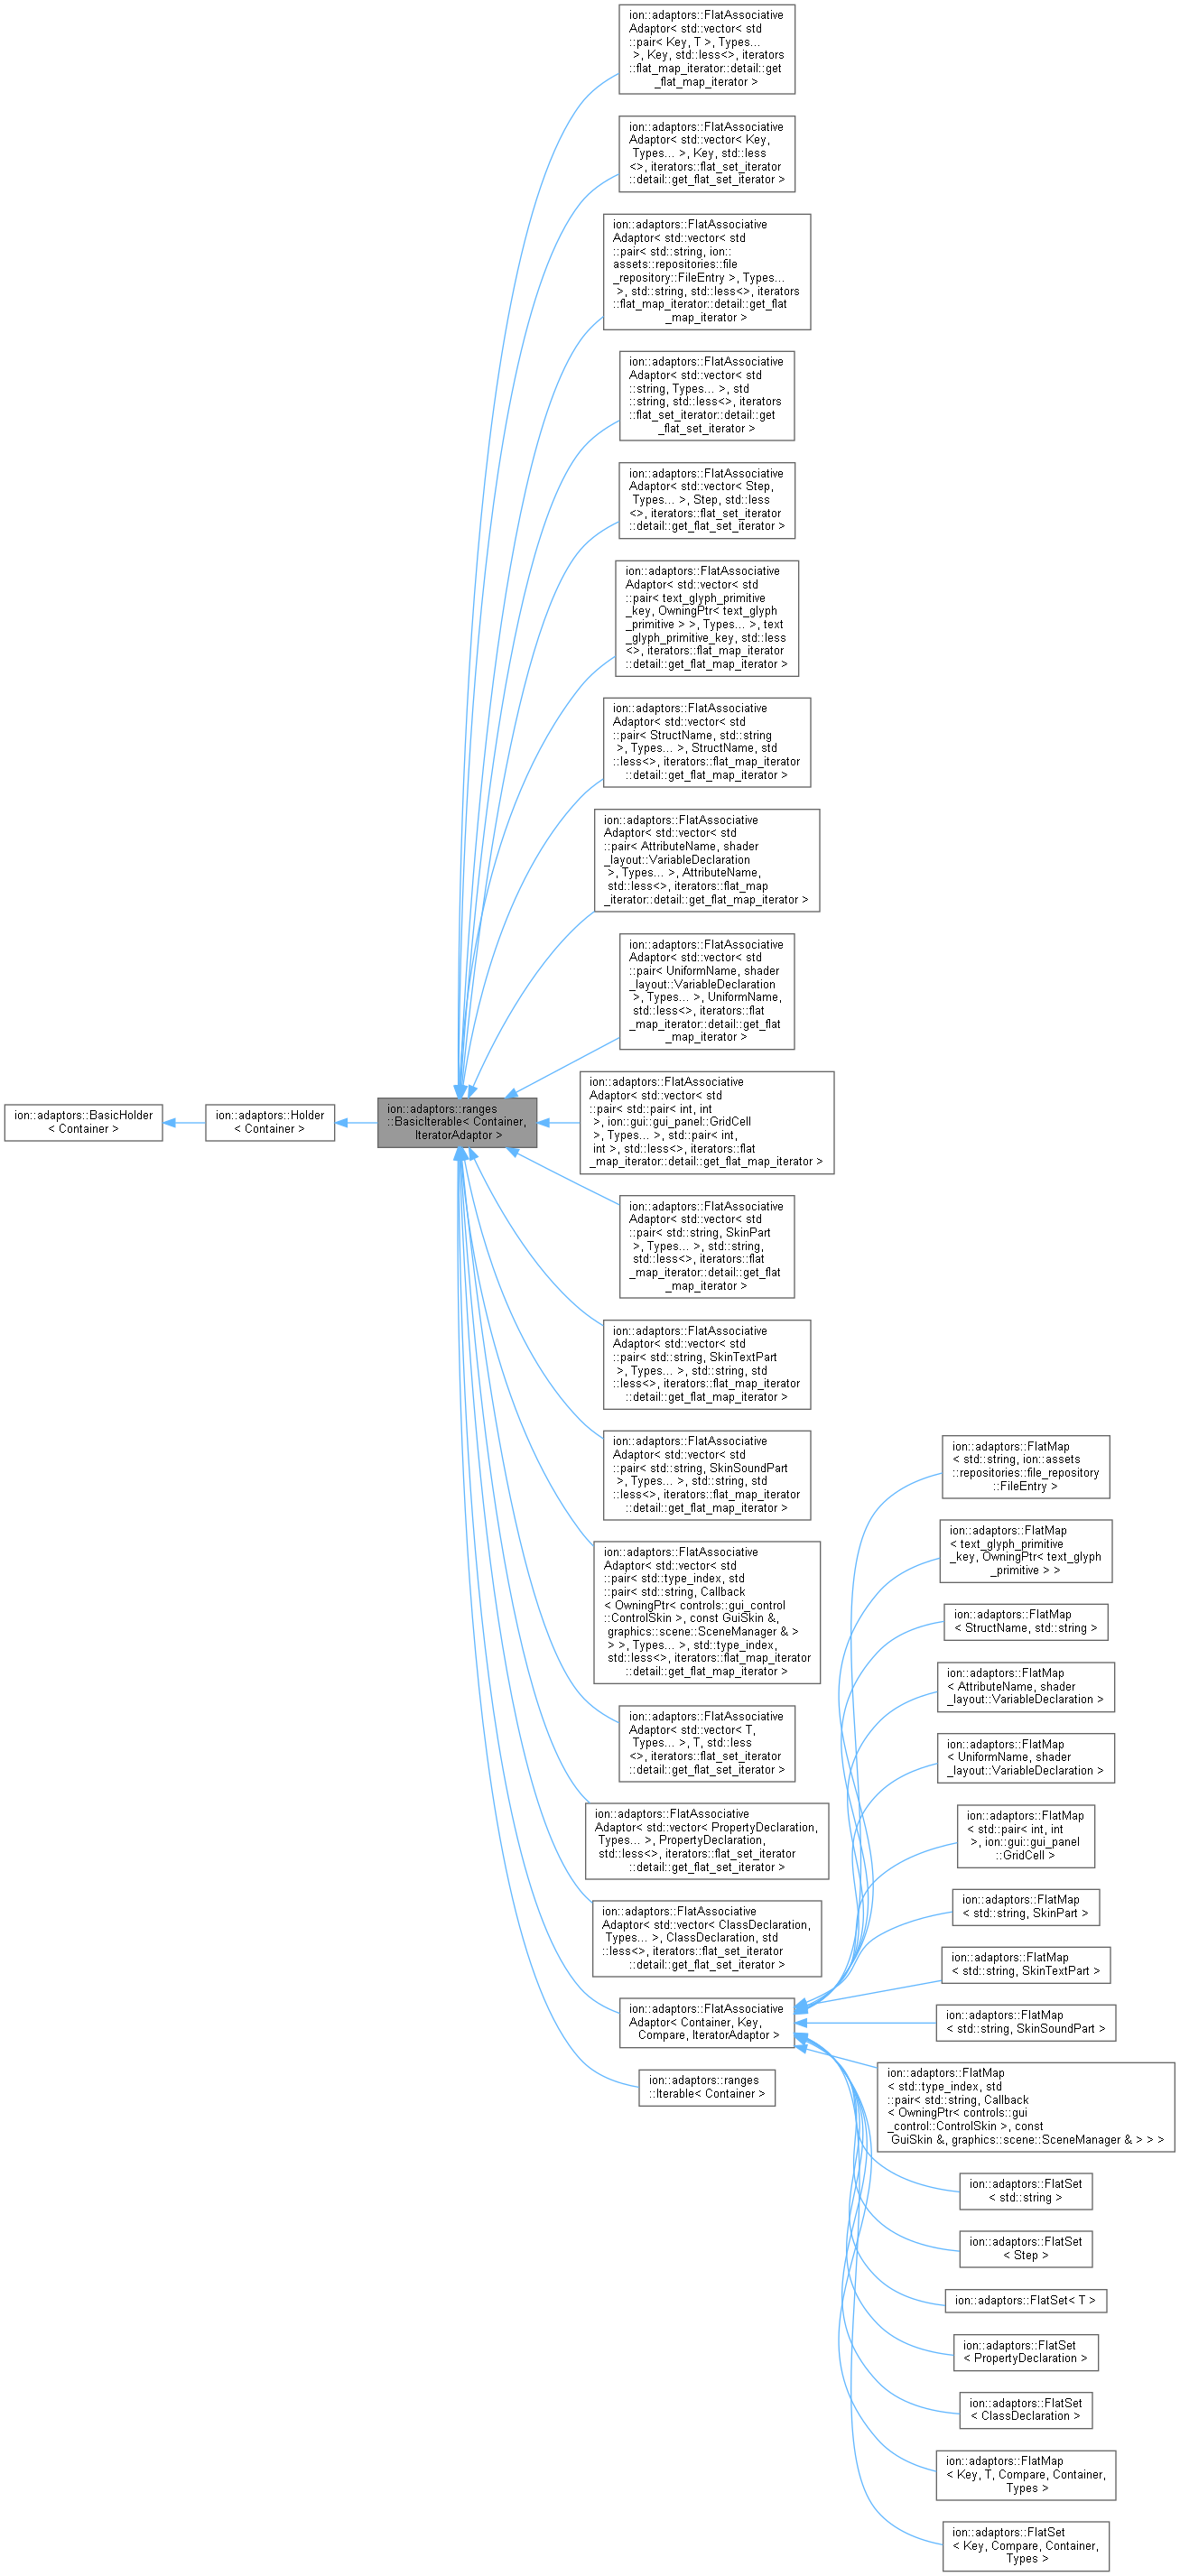 ion::adaptors::BasicHolder
< Container >
ion::adaptors::Holder
< Container >
ion::adaptors::ranges
::BasicIterable< Container,
IteratorAdaptor >
ion::adaptors::FlatAssociative
Adaptor< std::vector< std
::pair< Key, T >, Types...
>, Key, std::less<>, iterators
::flat_map_iterator::detail::get
_flat_map_iterator >
ion::adaptors::FlatAssociative
Adaptor< std::vector< Key,
Types... >, Key, std::less
<>, iterators::flat_set_iterator
::detail::get_flat_set_iterator >
ion::adaptors::FlatAssociative
Adaptor< std::vector< std
::pair< std::string, ion::
assets::repositories::file
_repository::FileEntry >, Types...
>, std::string, std::less<>, iterators
::flat_map_iterator::detail::get_flat
_map_iterator >
ion::adaptors::FlatAssociative
Adaptor< std::vector< std
::string, Types... >, std
::string, std::less<>, iterators
::flat_set_iterator::detail::get
_flat_set_iterator >
ion::adaptors::FlatAssociative
Adaptor< std::vector< Step,
Types... >, Step, std::less
<>, iterators::flat_set_iterator
::detail::get_flat_set_iterator >
ion::adaptors::FlatAssociative
Adaptor< std::vector< std
::pair< text_glyph_primitive
_key, OwningPtr< text_glyph
_primitive > >, Types... >, text
_glyph_primitive_key, std::less
<>, iterators::flat_map_iterator
::detail::get_flat_map_iterator >
ion::adaptors::FlatAssociative
Adaptor< std::vector< std
::pair< StructName, std::string
>, Types... >, StructName, std
::less<>, iterators::flat_map_iterator
::detail::get_flat_map_iterator >
ion::adaptors::FlatAssociative
Adaptor< std::vector< std
::pair< AttributeName, shader
_layout::VariableDeclaration
>, Types... >, AttributeName,
std::less<>, iterators::flat_map
_iterator::detail::get_flat_map_iterator >
ion::adaptors::FlatAssociative
Adaptor< std::vector< std
::pair< UniformName, shader
_layout::VariableDeclaration
>, Types... >, UniformName,
std::less<>, iterators::flat
_map_iterator::detail::get_flat
_map_iterator >
ion::adaptors::FlatAssociative
Adaptor< std::vector< std
::pair< std::pair< int, int
>, ion::gui::gui_panel::GridCell
>, Types... >, std::pair< int,
int >, std::less<>, iterators::flat
_map_iterator::detail::get_flat_map_iterator >
ion::adaptors::FlatAssociative
Adaptor< std::vector< std
::pair< std::string, SkinPart
>, Types... >, std::string,
std::less<>, iterators::flat
_map_iterator::detail::get_flat
_map_iterator >
ion::adaptors::FlatAssociative
Adaptor< std::vector< std
::pair< std::string, SkinTextPart
>, Types... >, std::string, std
::less<>, iterators::flat_map_iterator
::detail::get_flat_map_iterator >
ion::adaptors::FlatAssociative
Adaptor< std::vector< std
::pair< std::string, SkinSoundPart
>, Types... >, std::string, std
::less<>, iterators::flat_map_iterator
::detail::get_flat_map_iterator >
ion::adaptors::FlatAssociative
Adaptor< std::vector< std
::pair< std::type_index, std
::pair< std::string, Callback
< OwningPtr< controls::gui_control
::ControlSkin >, const GuiSkin &,
graphics::scene::SceneManager & >
> >, Types... >, std::type_index,
std::less<>, iterators::flat_map_iterator
::detail::get_flat_map_iterator >
ion::adaptors::FlatAssociative
Adaptor< std::vector< T,
Types... >, T, std::less
<>, iterators::flat_set_iterator
::detail::get_flat_set_iterator >
ion::adaptors::FlatAssociative
Adaptor< std::vector< PropertyDeclaration,
Types... >, PropertyDeclaration,
std::less<>, iterators::flat_set_iterator
::detail::get_flat_set_iterator >
ion::adaptors::FlatAssociative
Adaptor< std::vector< ClassDeclaration,
Types... >, ClassDeclaration, std
::less<>, iterators::flat_set_iterator
::detail::get_flat_set_iterator >
ion::adaptors::FlatAssociative
Adaptor< Container, Key,
Compare, IteratorAdaptor >
ion::adaptors::ranges
::Iterable< Container >
ion::adaptors::FlatMap
< std::string, ion::assets
::repositories::file_repository
::FileEntry >
ion::adaptors::FlatMap
< text_glyph_primitive
_key, OwningPtr< text_glyph
_primitive > >
ion::adaptors::FlatMap
< StructName, std::string >
ion::adaptors::FlatMap
< AttributeName, shader
_layout::VariableDeclaration >
ion::adaptors::FlatMap
< UniformName, shader
_layout::VariableDeclaration >
ion::adaptors::FlatMap
< std::pair< int, int
>, ion::gui::gui_panel
::GridCell >
ion::adaptors::FlatMap
< std::string, SkinPart >
ion::adaptors::FlatMap
< std::string, SkinTextPart >
ion::adaptors::FlatMap
< std::string, SkinSoundPart >
ion::adaptors::FlatMap
< std::type_index, std
::pair< std::string, Callback
< OwningPtr< controls::gui
_control::ControlSkin >, const
GuiSkin &, graphics::scene::SceneManager & > > >
ion::adaptors::FlatSet
< std::string >
ion::adaptors::FlatSet
< Step >
ion::adaptors::FlatSet< T >
ion::adaptors::FlatSet
< PropertyDeclaration >
ion::adaptors::FlatSet
< ClassDeclaration >
ion::adaptors::FlatMap
< Key, T, Compare, Container,
Types >
ion::adaptors::FlatSet
< Key, Compare, Container,
Types >